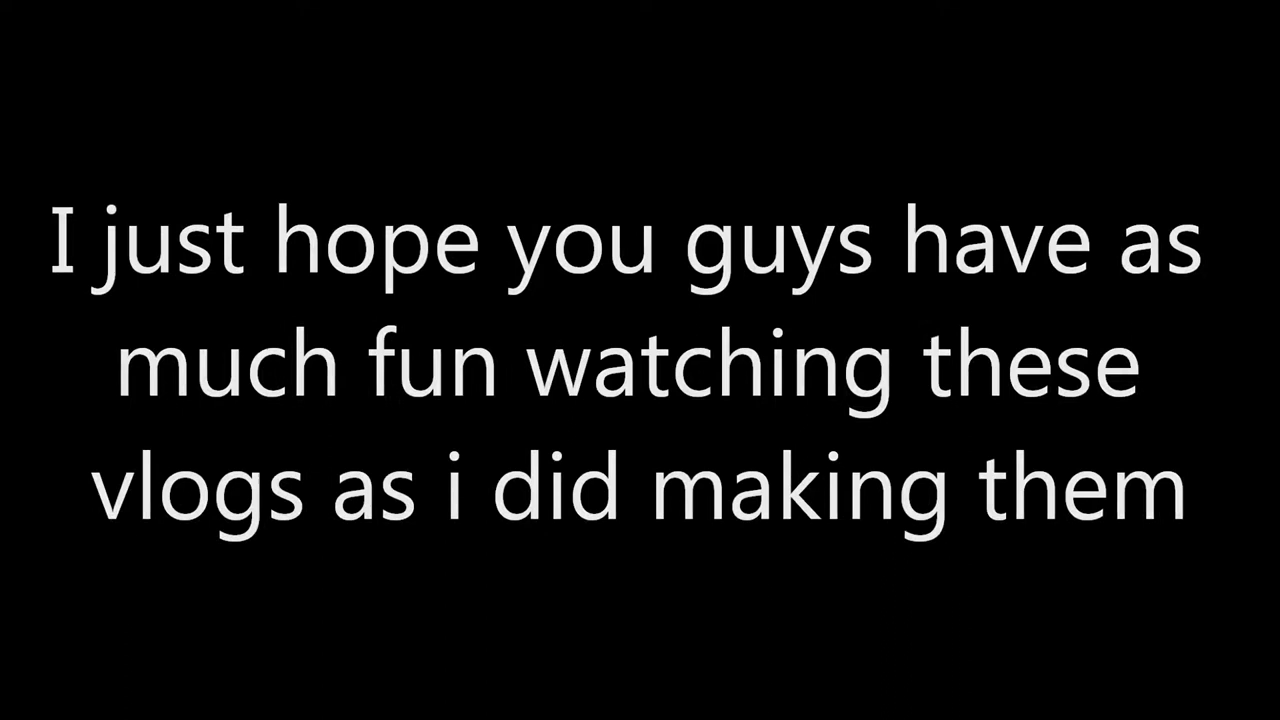 I just hope you guys have as
much fun watching these
vlogs as i did making them